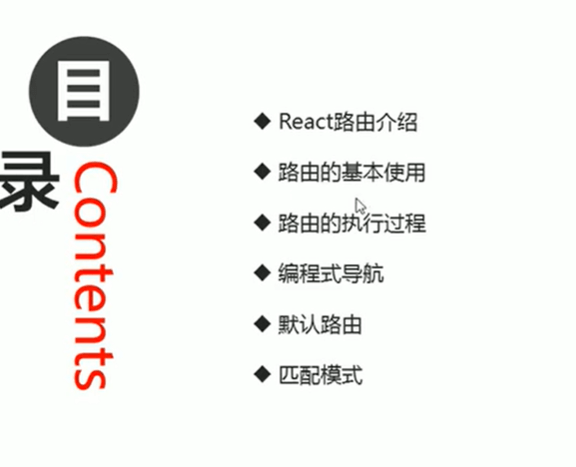 目
录
Contents
◆ React路由介绍
◆ 路由的基本使用
◆ 路由的执行过程
◆ 编程式导航
◆ 默认路由
◆ 匹配模式